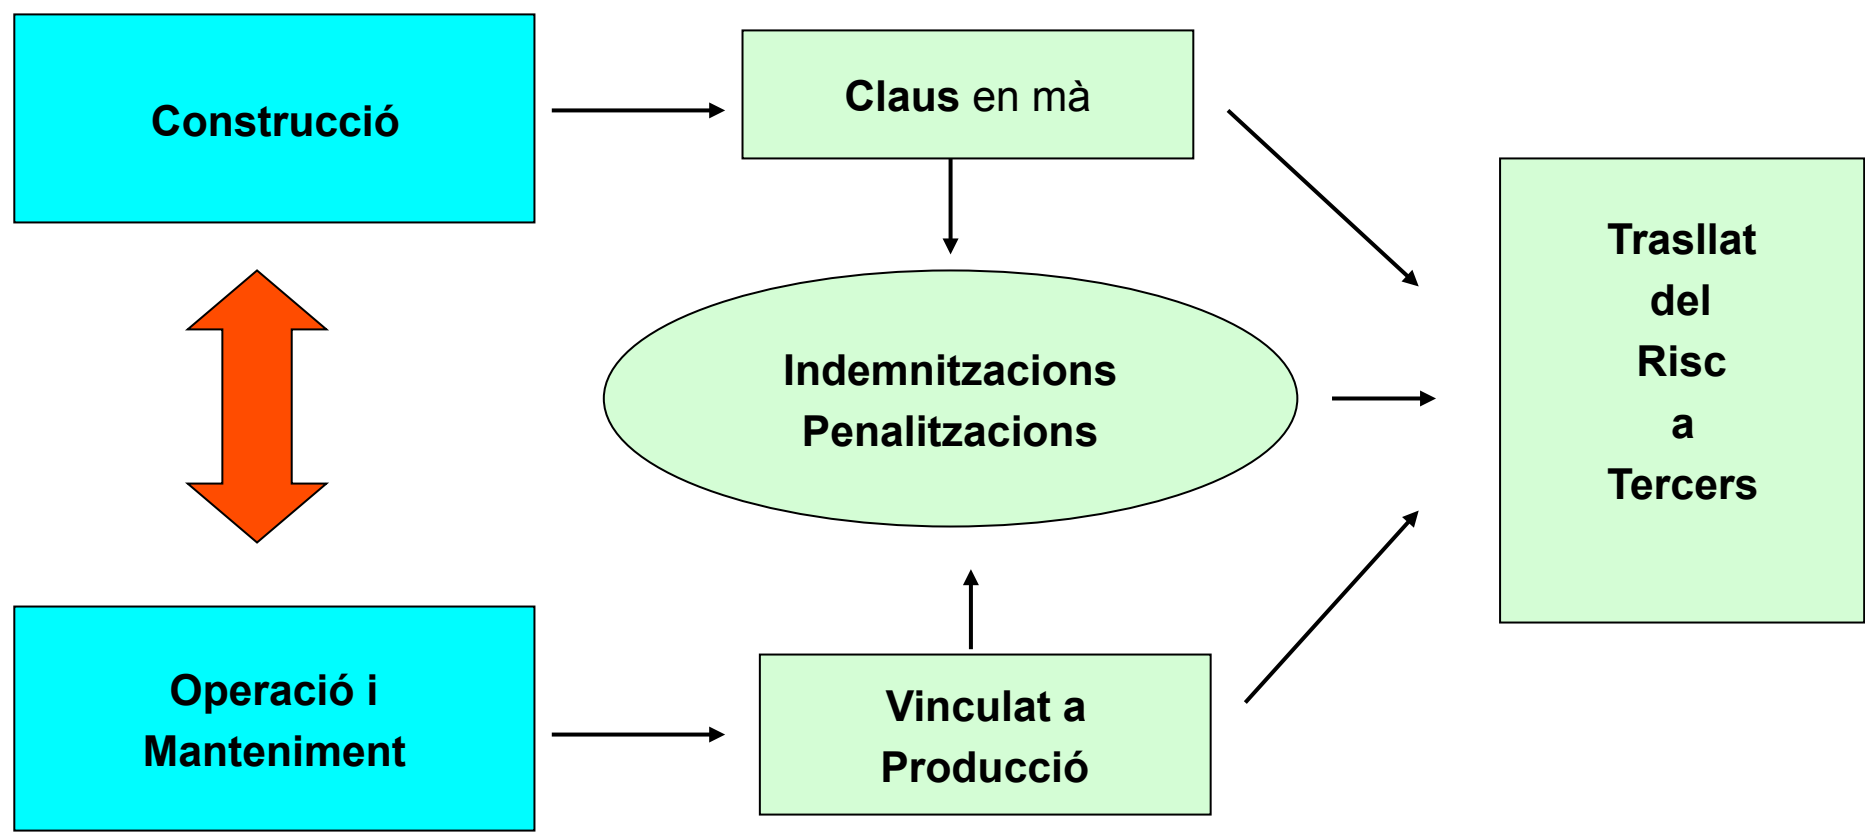 Construcció
Claus en mà
Trasllat
del
Risc
a
Tercers
Indemnitzacions
Penalitzacions
Operació i
Manteniment
Vinculat a
Producció